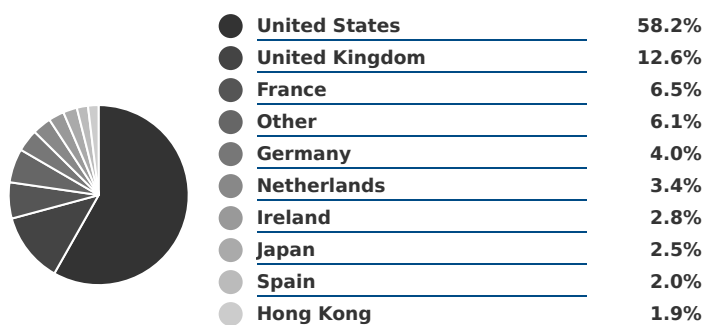 United States 58.2%
United Kingdom 12.6%
France 6.5%
Other 6.1%
Germany 4.0%
Netherlands 3.4%
Ireland 2.8%
Japan 2.5%
Spain 2.0%
Hong Kong 1.9%